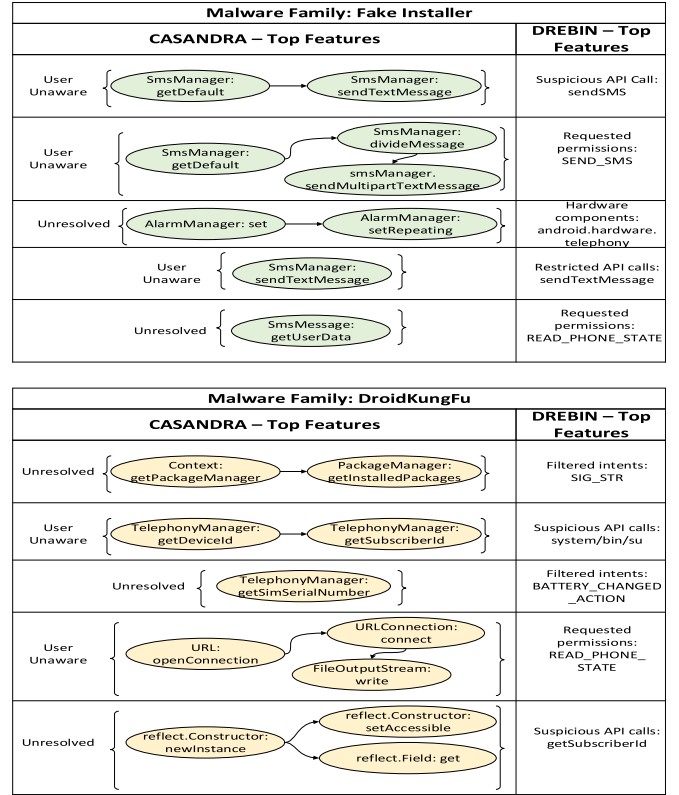 Malware Family: Fake Installer
CASANDRA – Top Features
DREBIN – Top
Features
User
Unaware
SmsManager:
getDefault
SmsManager:
sendTextMessage
Suspicious API Call:
sendSMS
User
Unaware
SmsManager:
getDefault
SmsManager:
divideMessage
smsManager.
sendMultipartTextMessage
Requested
permissions:
SEND_SMS
Unresolved
AlarmManager: set
AlarmManager:
setRepeating
Hardware
components:
android.hardware.
telephony
User
Unaware
SmsManager:
sendTextMessage
Restricted API calls:
sendTextMessage
Unresolved
SmsMessage:
getUserData
Requested
permissions:
READ_PHONE_STATE
Malware Family: DroidKungFu
CASANDRA – Top Features
DREBIN – Top
Features
Unresolved
Context:
getPackageManager
PackageManager:
getInstalledPackages
Filtered intents:
SIG_STR
User
Unaware
TelephonyManager:
getDeviceId
TelephonyManager:
getSubscriberId
Suspicious API calls:
system/bin/su
Unresolved
TelephonyManager:
getSimSerialNumber
Filtered intents:
BATTERY_CHANGED
_ACTION
User
Unaware
URL:
openConnection
URLConnection:
connect
FileOutputStream:
write
Requested
permissions:
READ_PHONE_
STATE
Unresolved
reflect.Constructor:
newInstance
reflect.Constructor:
setAccessible
reflect.Field: get
Suspicious API calls:
getSubscriberId